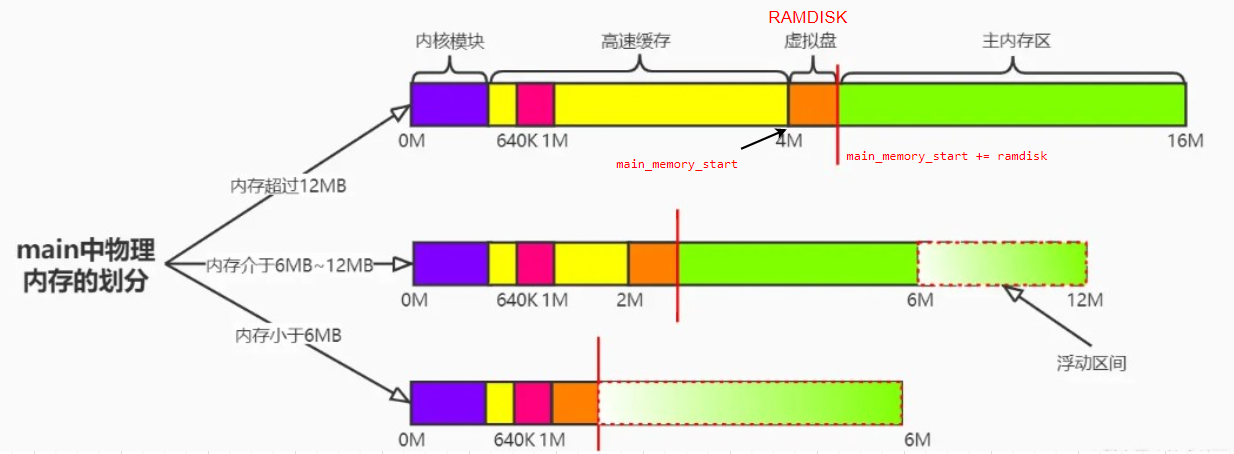 RAMDISK
内核模块
高速缓存
虚拟盘
主内存区
0M
640K 1M
4M
16M
main_memory_start
main_memory_start += ramdisk
内存超过12MB
main中物理
内存的划分
内存介于6MB~12MB
0M
640K 1M
2M
6M
12M
浮动区间
内存小于6MB
0M
640K 1M
6M